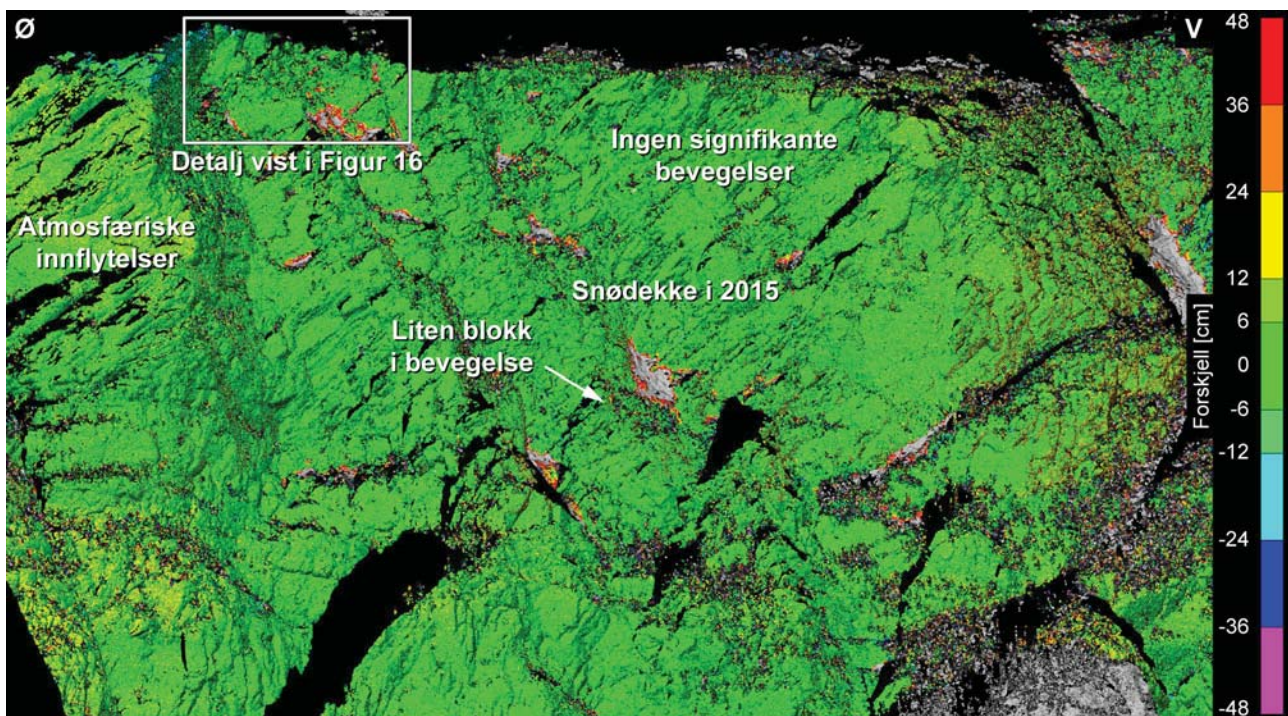 Ø
V
Detalj vist i Figur 16
Ingen signifikante
bevegelser
Atmosfæriske
innflytelser
Snødekke i 2015
Liten blokk
i bevegelse
Forskjell [cm]
48
36
24
12
6
0
-6
-12
-24
-36
-48